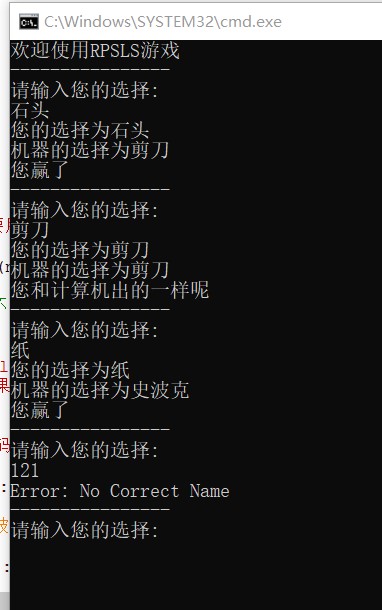 C:\Windows\SYSTEM32\cmd.exe
欢迎使用RPSLS游戏
----------------
请输入您的选择:
石头
您的选择为石头
机器的选择为剪刀
您赢了
----------------
请输入您的选择:
剪刀
您的选择为剪刀
机器的选择为剪刀
您和计算机出的一样呢
----------------
请输入您的选择:
纸
您的选择为纸
机器的选择为史波克
您赢了
----------------
请输入您的选择:
121
Error: No Correct Name
----------------
请输入您的选择: